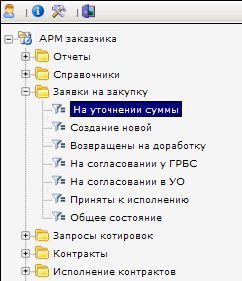 АРМ заказчика
Отчеты
Справочники
Заявки на закупку
На уточнении суммы
Создание новой
Возвращены на доработку
На согласовании у ГРБС
На согласовании в УО
Приняты к исполнению
Общее состояние
Запросы котировок
Контракты
Исполнение контрактов